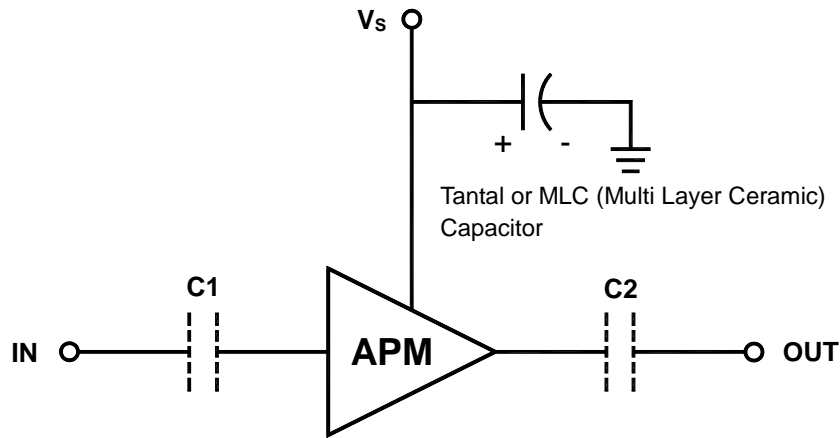 Vs
+ -
Tantal or MLC (Multi Layer Ceramic)
Capacitor
C1
C2
IN
APM
OUT